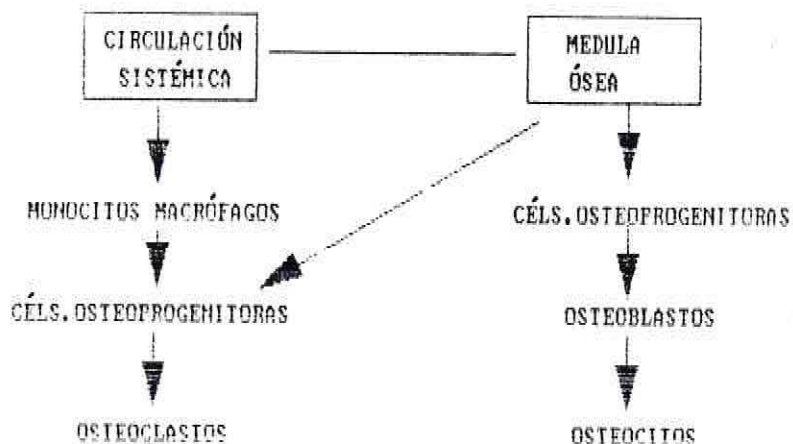 CIRCULACIÓN
SISTÉMICA
MEDULA
ÓSEA
MONOCITOS MACRÓFAGOS
CÉLS.OSTEOPROGENITORAS
CÉLS.OSTEOPROGENITORAS
OSTEOBLASTOS
OSTEOCLASTOS
OSTEOCITOS